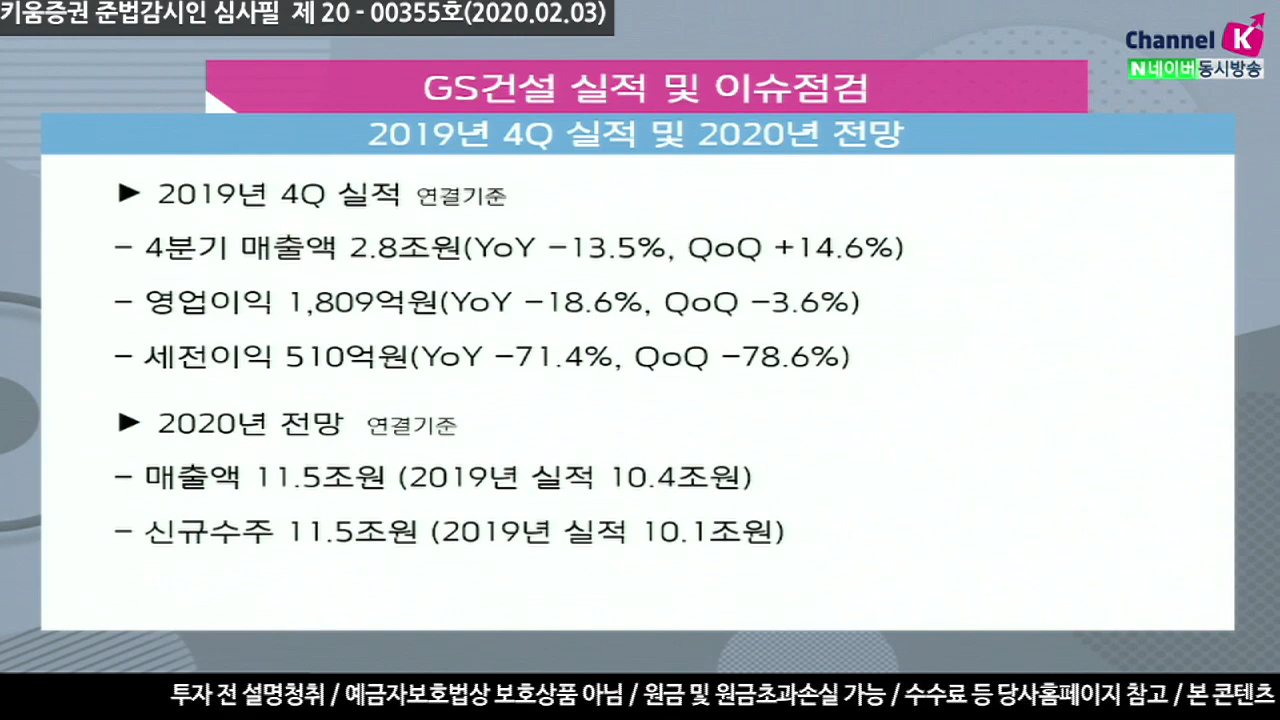 키움증권 준법감시인 심사필 제 20 - 00355호(2020.02.03)
Channel K
N 네이버 동시방송
GS건설 실적 및 이슈점검
2019년 4Q 실적 및 2020년 전망
▶ 2019년 4Q 실적 연결기준
- 4분기 매출액 2.8조원(YoY -13.5%, QoQ +14.6%)
- 영업이익 1,809억원(YoY -18.6%, QoQ -3.6%)
- 세전이익 510억원(YoY -71.4%, QoQ -78.6%)
▶ 2020년 전망 연결기준
- 매출액 11.5조원 (2019년 실적 10.4조원)
- 신규수주 11.5조원 (2019년 실적 10.1조원)
투자 전 설명청취 / 예금자보호법상 보호상품 아님 / 원금 및 원금초과손실 가능 / 수수료 등 당사홈페이지 참고 / 본 콘텐츠